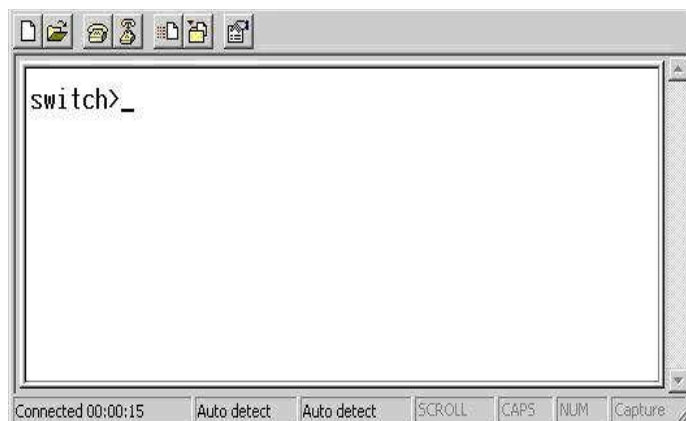 switch>_
Connected 00:00:15 Auto detect Auto detect SCROLL CAPS NUM Capture